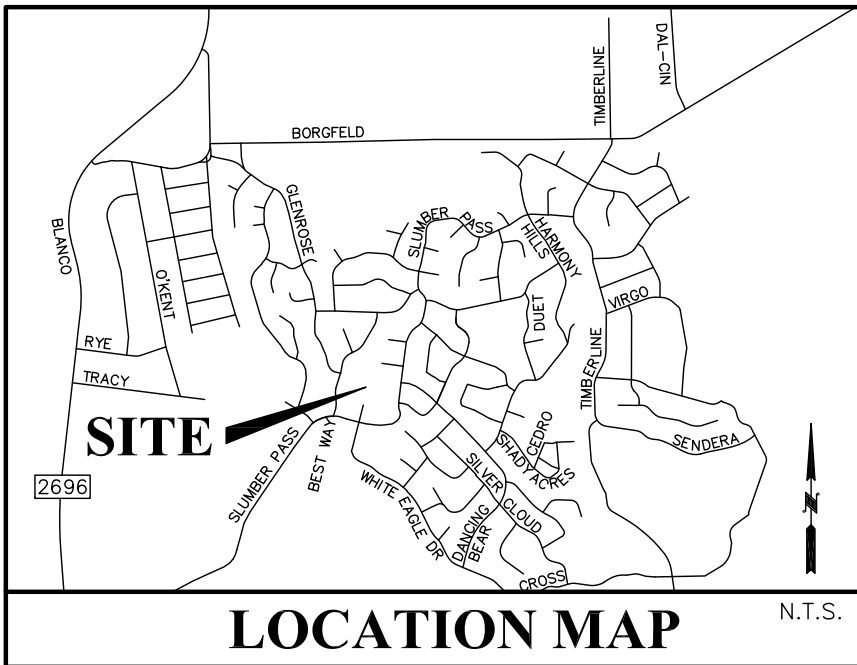 DAL-CIN
TIMBERLINE
BORGFELD
GLENROSE
SLUMBER PASS
HARMONY HILLS
BLANCO
O'KENT
VIRGO
DUET
RYE
TRACY
TIMBERLINE
SITE
CEDRO
SENDERA
SHADY ACRES
2696
SLUMBER PASS
BEST WAY
SILVER CLOUD
WHITE EAGLE DR
DANCING BEAR
CROSS
N
LOCATION MAP
N.T.S.